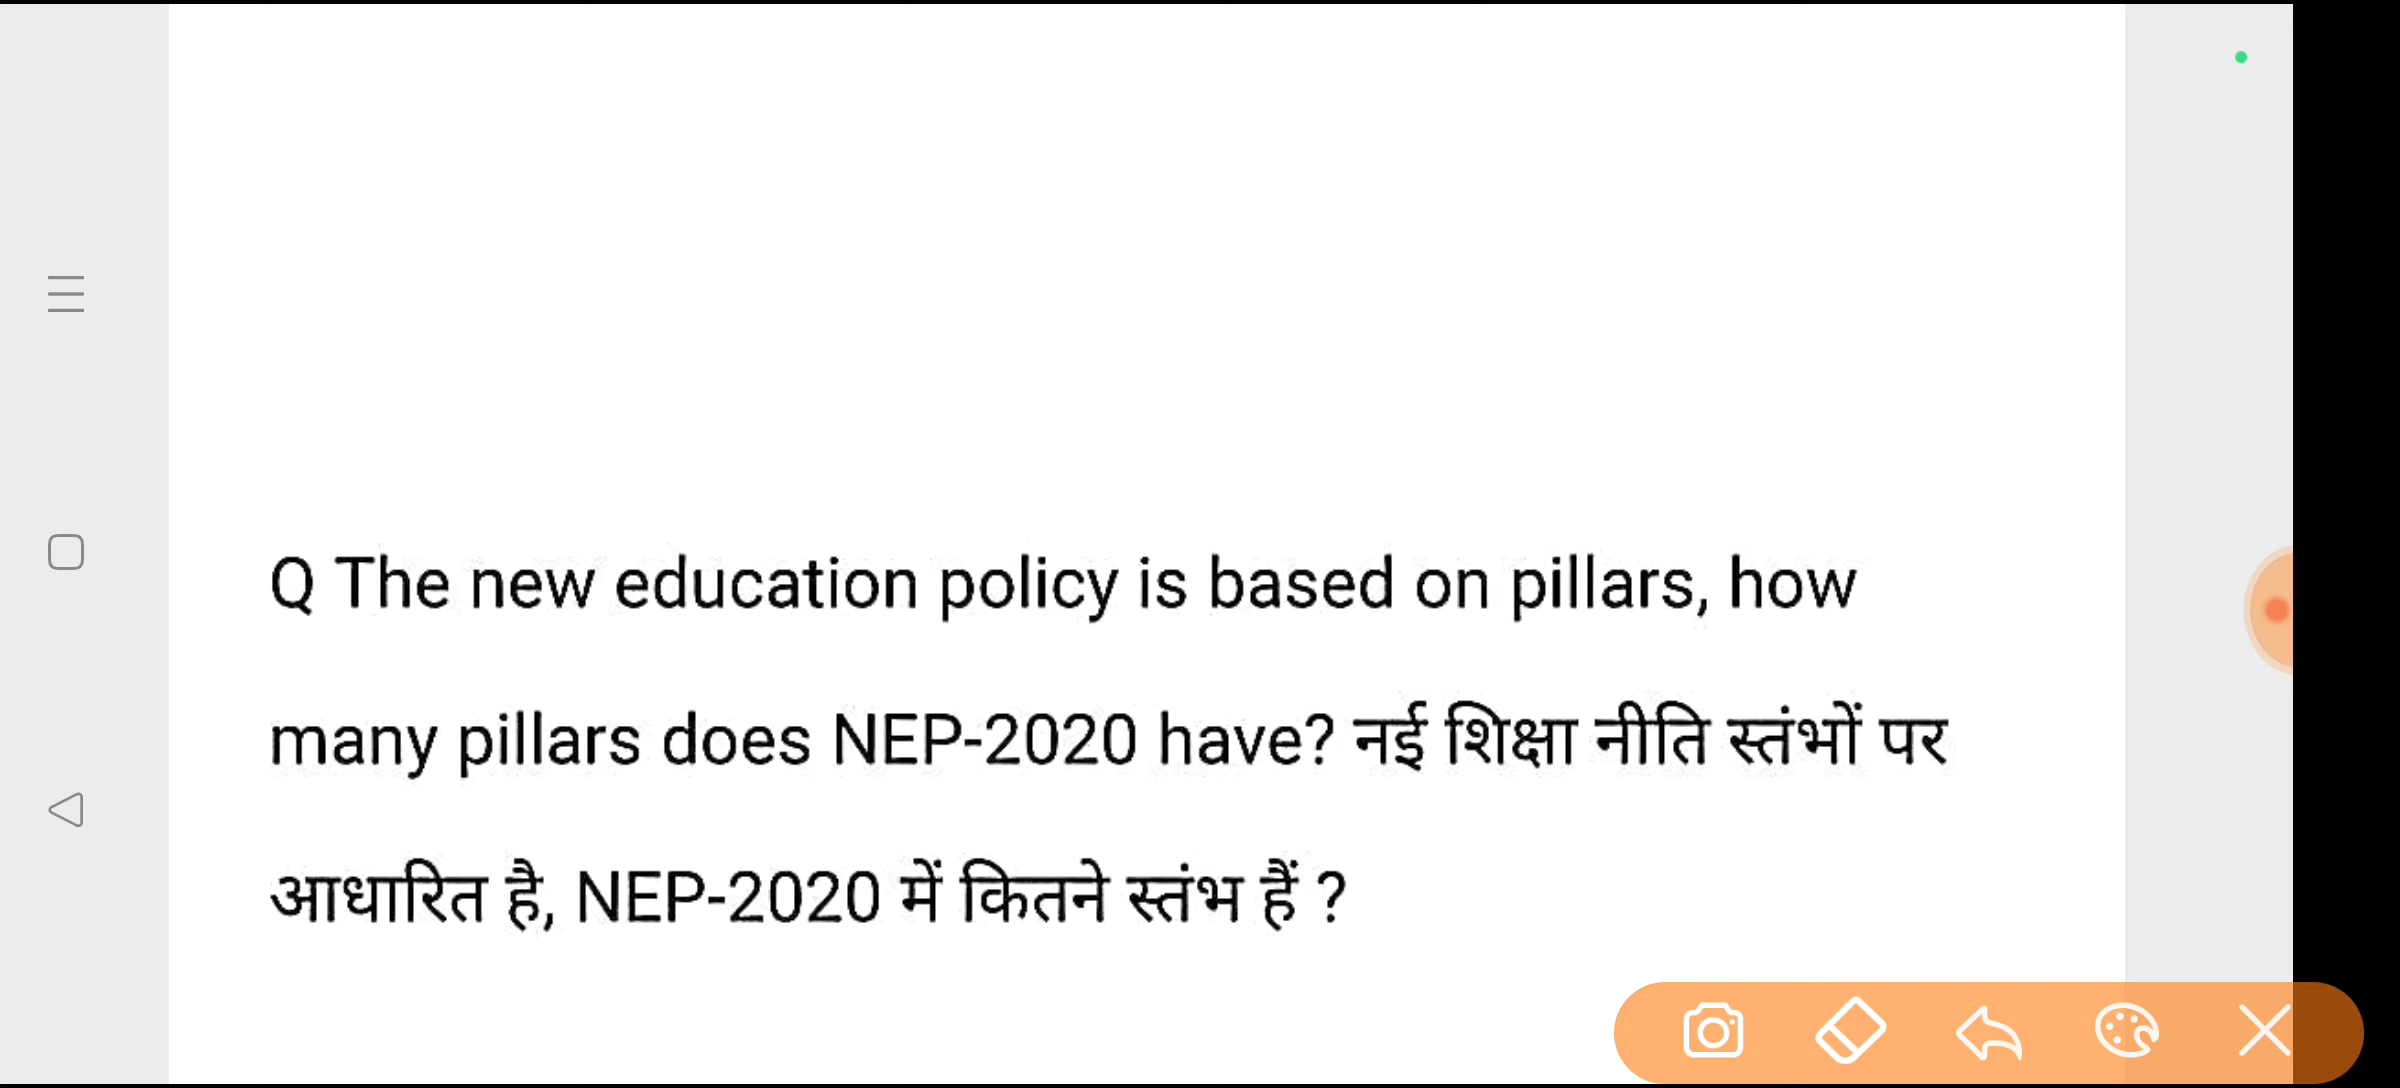 Q The new education policy is based on pillars, how
many pillars does NEP-2020 have? नई शिक्षा नीति स्तंभों पर
आधारित है, NEP-2020 में कितने स्तंभ हैं ?